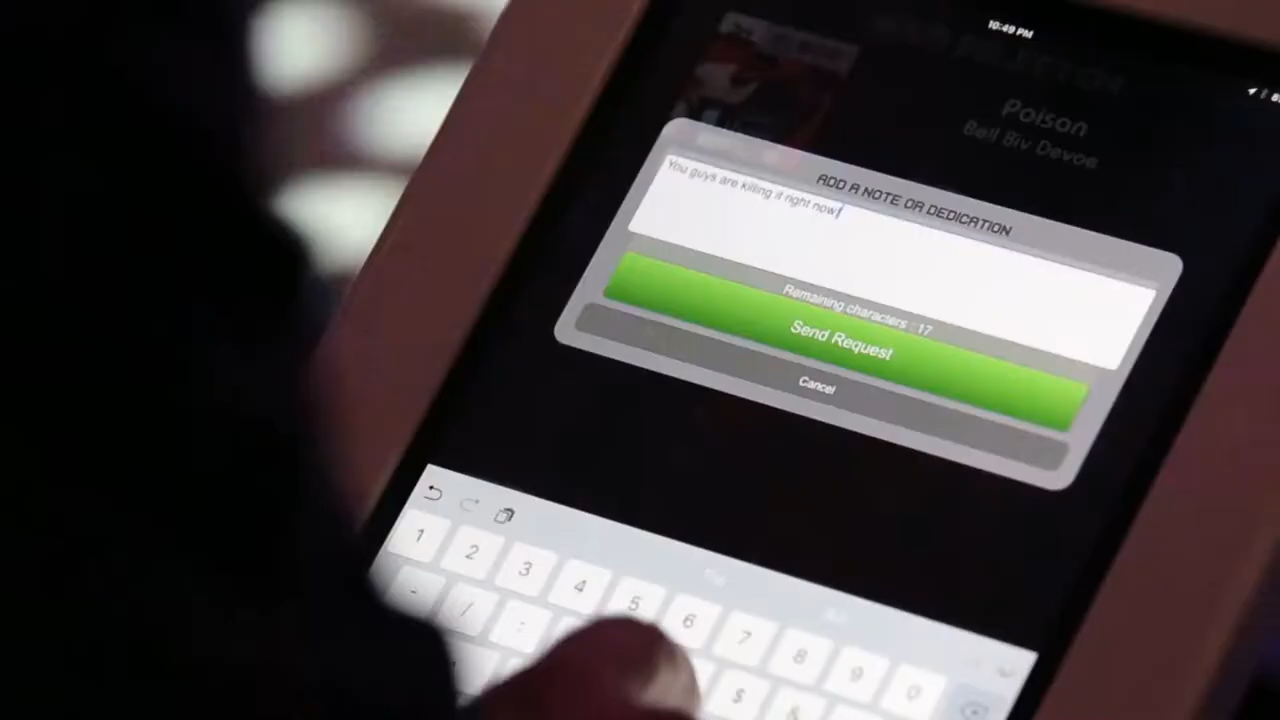 10:49 PM
Poison
Bell Biv Devoe
ADD A NOTE OR DEDICATION
You guys are killing it right now!
Remaining characters : 17
Send Request
Cancel
1 2 3 4 5 6 7 8 9 0
- / :
$ &